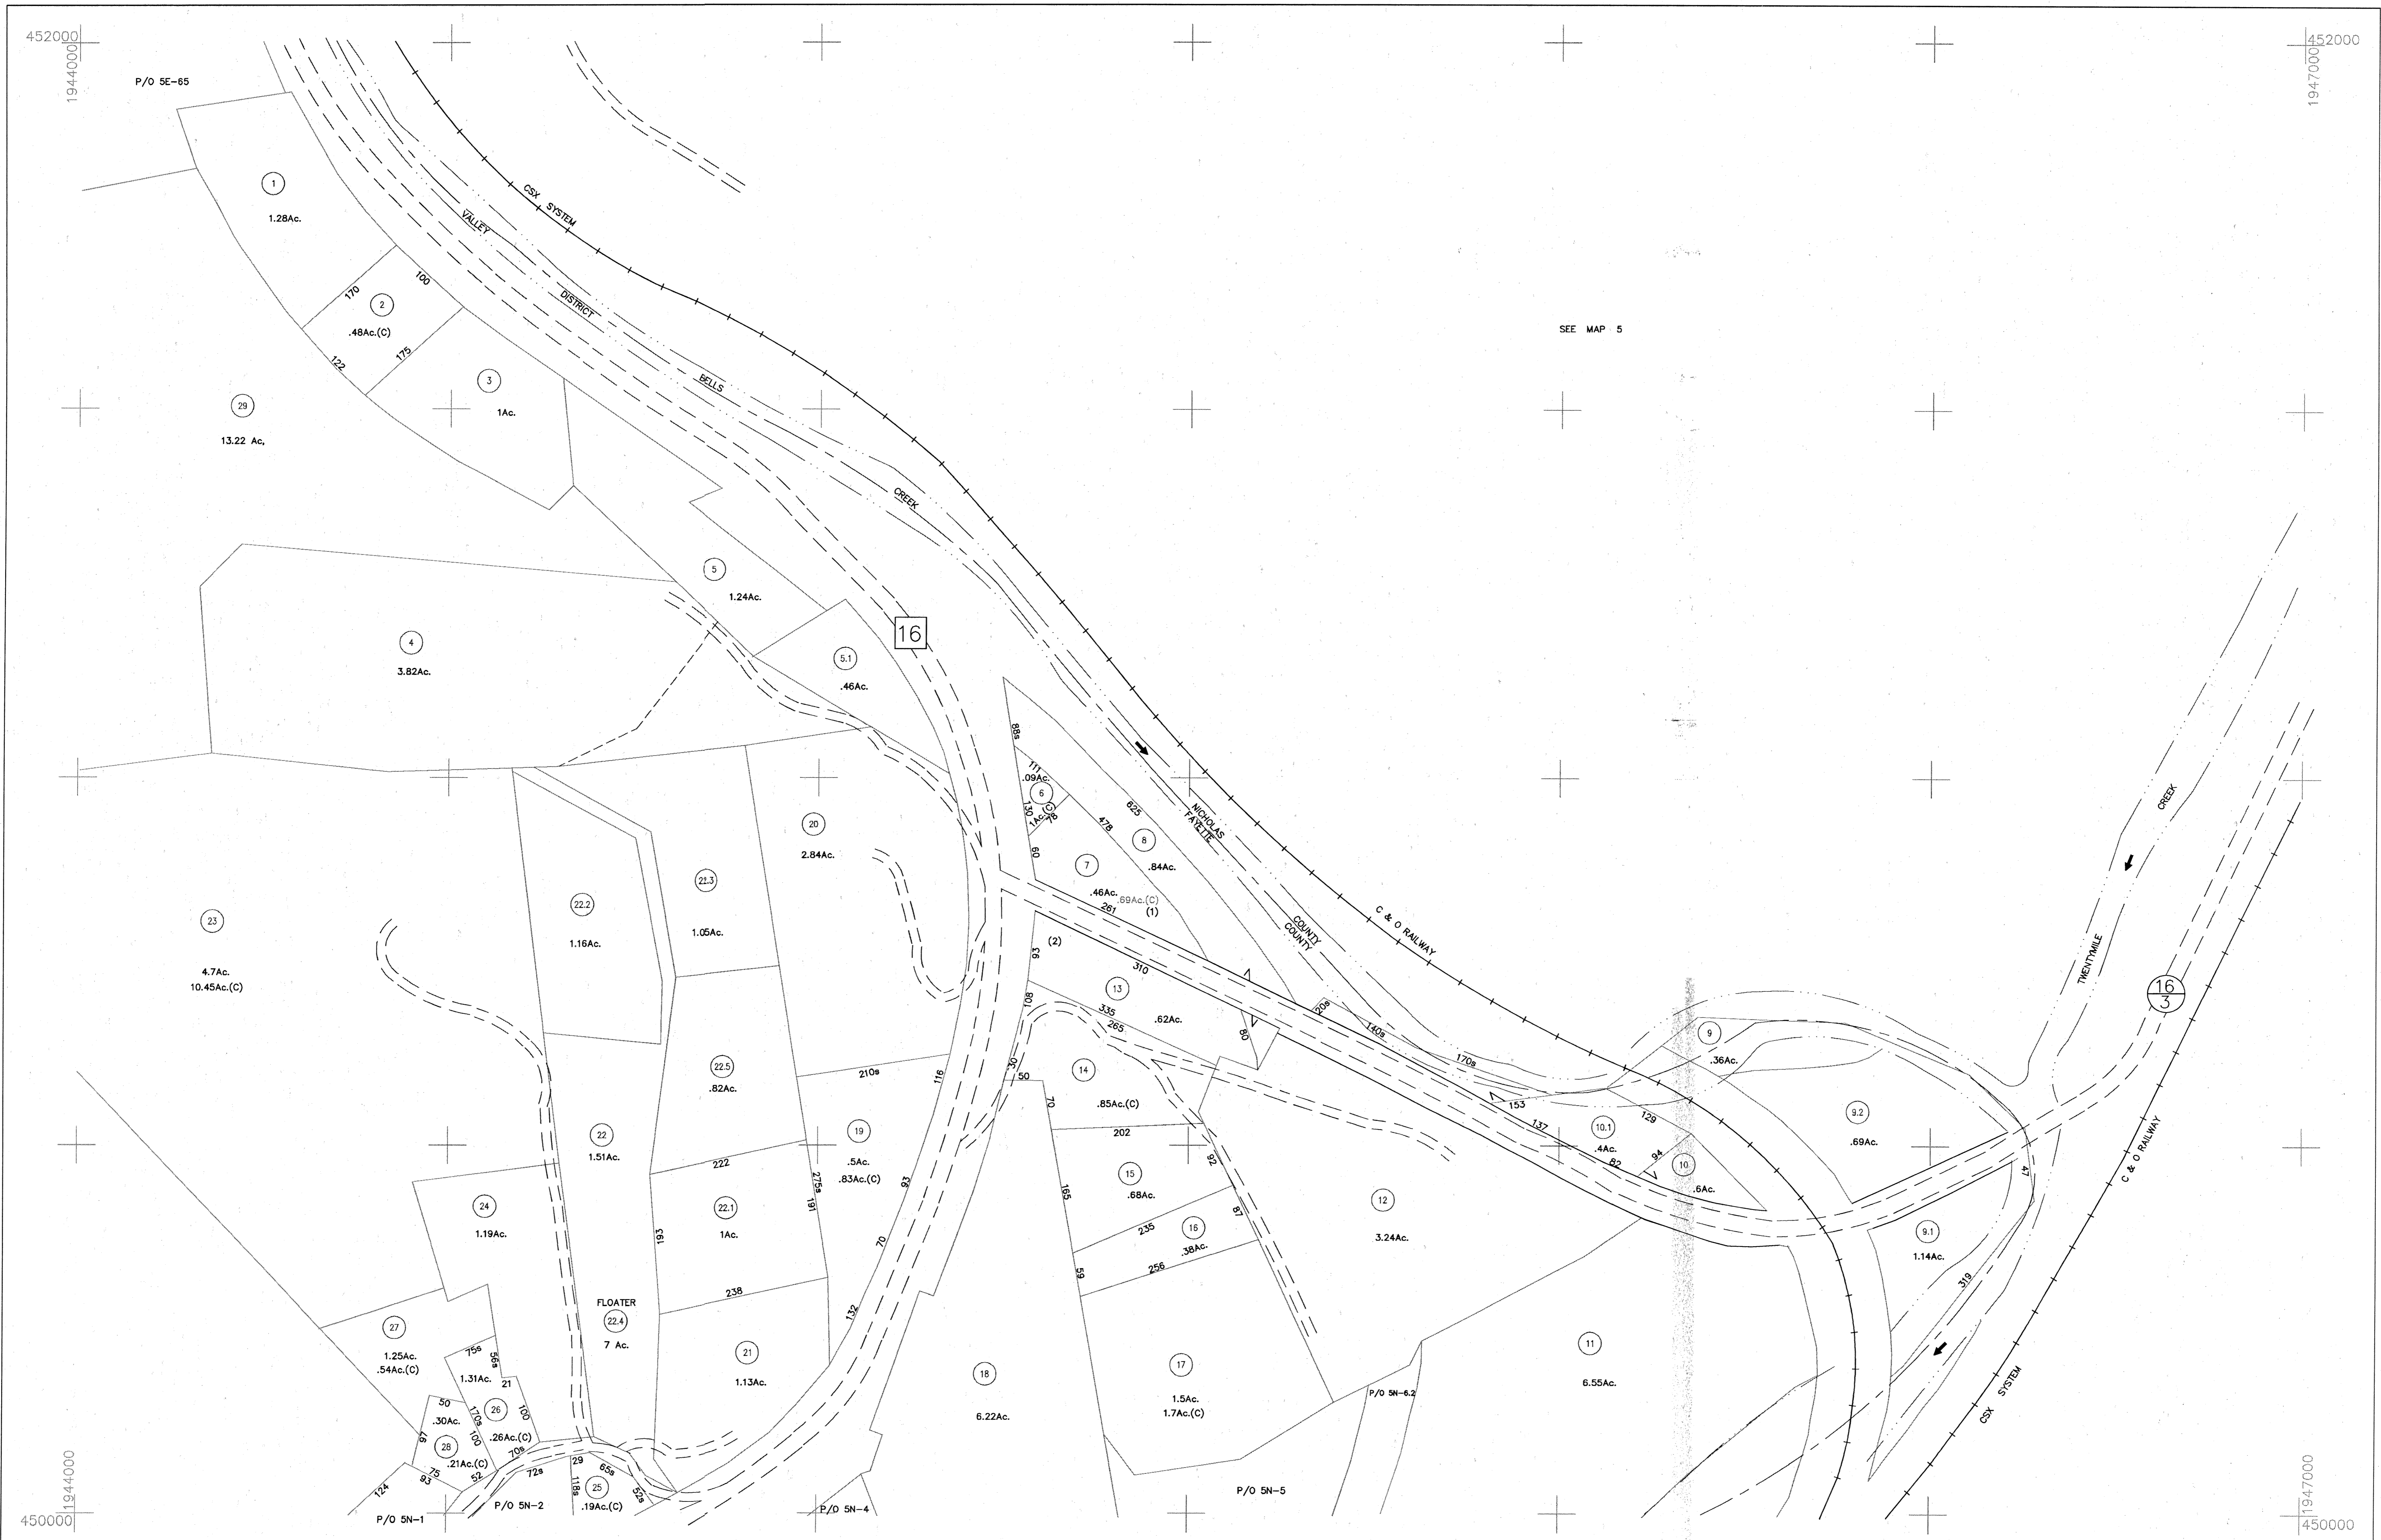 452000
1944000
452000
1947000
P/O 5E-65
1
1.28Ac.
CSX SYSTEM
VALLEY
DISTRICT
BELLS
CREEK
100
170
2
.48Ac.(C)
175
122
SEE MAP 5
3
1Ac.
29
13.22 Ac.
5
1.24Ac.
16
4
3.82Ac.
5.1
.46Ac.
88s
111
.09Ac.
6
130
1Ac.
60
478
625
8
.84Ac.
7
.46Ac.
.69Ac.(C)
(1)
261
NICHOLAS
FAYETTE
COUNTY
COUNTY
C & O RAILWAY
CREEK
TWENTYMILE
16
3
20
2.84Ac.
22.3
1.05Ac.
22.2
1.16Ac.
23
4.7Ac.
10.45Ac.(C)
(2)
93
310
13
.62Ac.
335
265
108
80
20s
140s
170s
9
.36Ac.
30
50
14
.85Ac.(C)
70
202
153
137
129
10.1
.4Ac.
94
82
10
.6Ac.
9.2
.69Ac.
C & O RAILWAY
47
22.5
.82Ac.
210s
116
22
1.51Ac.
19
.5Ac.
.83Ac.(C)
222
275s
191
93
92
15
.68Ac.
165
24
1.19Ac.
22.1
1Ac.
193
70
235
16
.38Ac.
87
12
3.24Ac.
9.1
1.14Ac.
319
256
59
238
132
FLOATER
22.4
7 Ac.
27
1.25Ac.
.54Ac.(C)
75s
56s
1.31Ac.
21
21
1.13Ac.
18
6.22Ac.
17
1.5Ac.
1.7Ac.(C)
11
6.55Ac.
P/O 5N-6.2
CSX SYSTEM
50
.30Ac.
170s
26
100
100
.26Ac.(C)
97
28
.21Ac.(C)
70s
75
93
52
72s
29
65s
118s
25
.19Ac.(C)
52s
124
P/O 5N-1
P/O 5N-2
P/O 5N-4
P/O 5N-5
1944000
450000
1947000
450000